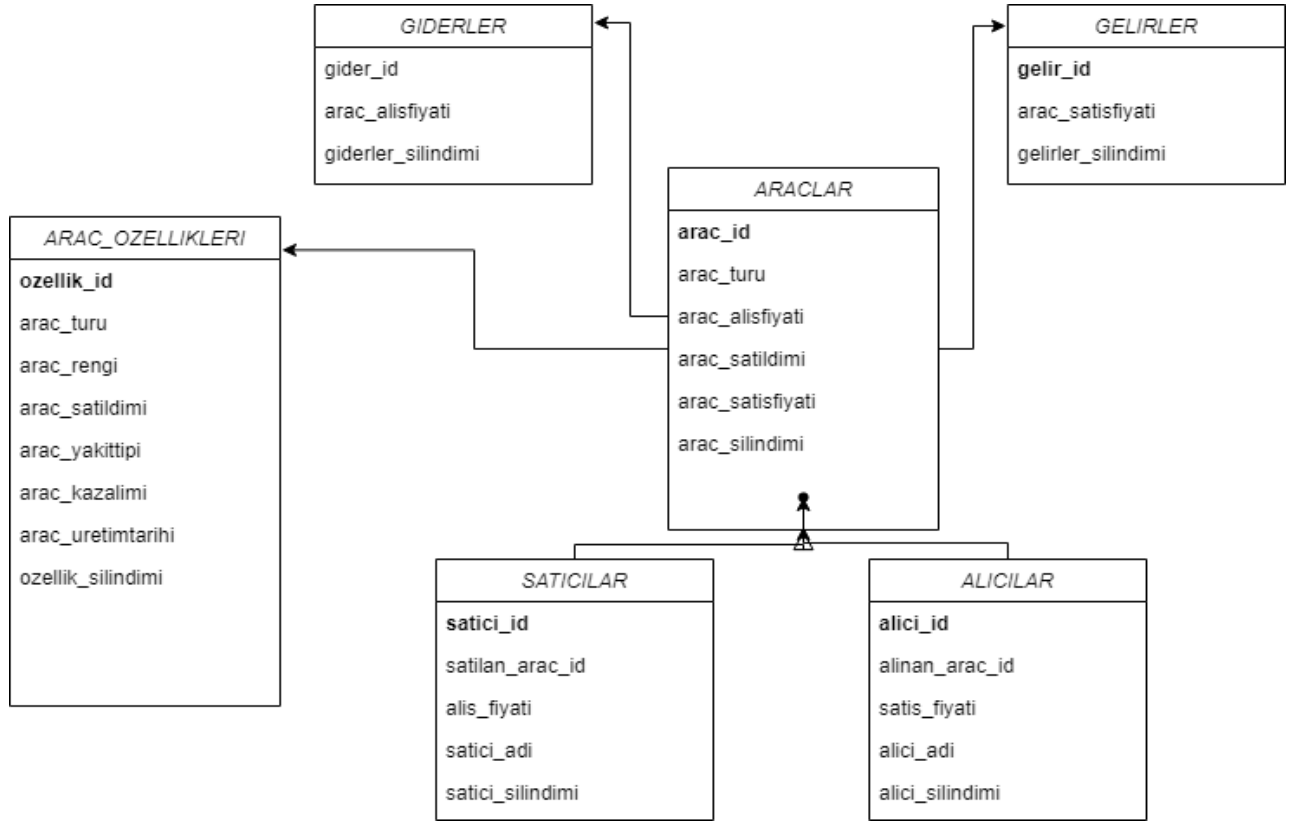 GIDERLER
gider_id
arac_alisfiyati
giderler_silindimi
GELIRLER
gelir_id
arac_satisfiyati
gelirler_silindimi
ARACLAR
arac_id
arac_turu
arac_alisfiyati
arac_satildimi
arac_satisfiyati
arac_silindimi
ARAC_OZELLIKLERI
ozellik_id
arac_turu
arac_rengi
arac_satildimi
arac_yakittipi
arac_kazalimi
arac_uretimtarihi
ozellik_silindimi
SATICILAR
satici_id
satilan_arac_id
alis_fiyati
satici_adi
satici_silindimi
ALICILAR
alici_id
alinan_arac_id
satis_fiyati
alici_adi
alici_silindimi